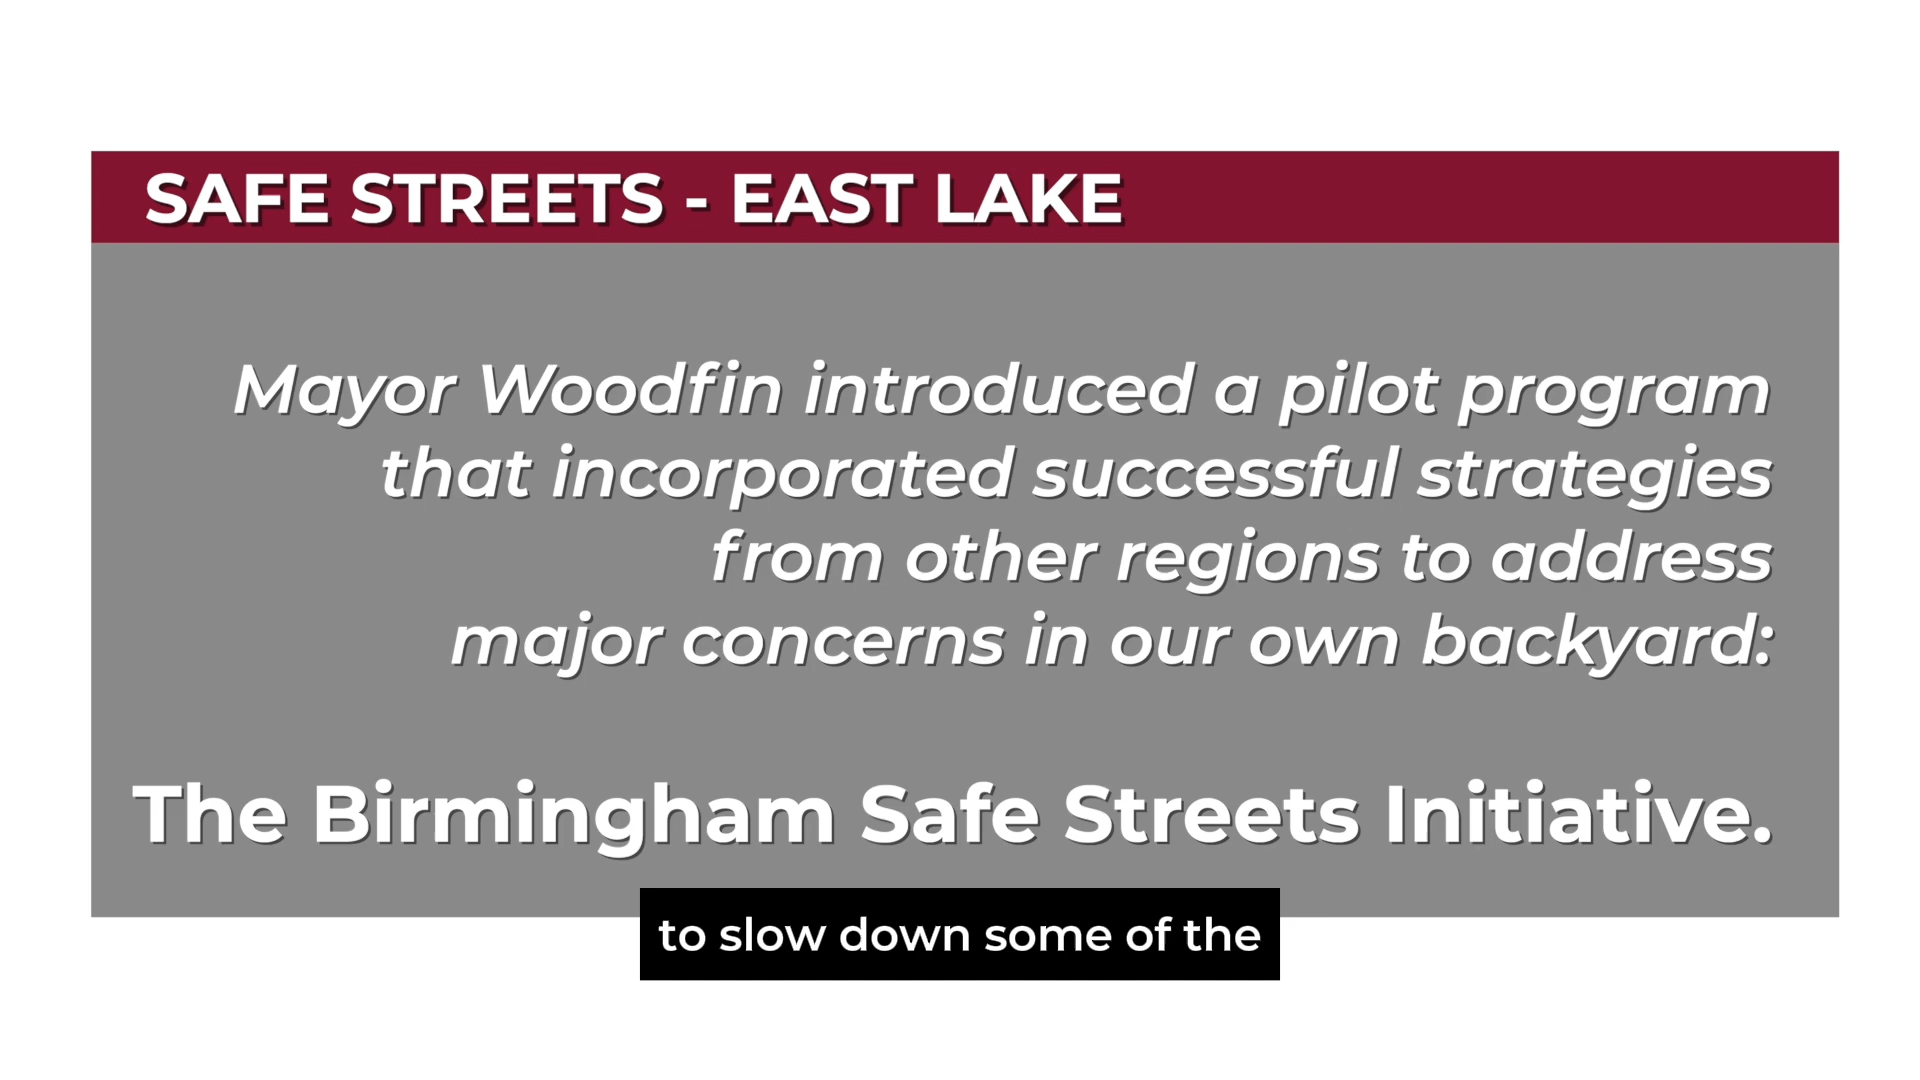 SAFE STREETS - EAST LAKE
Mayor Woodfin introduced a pilot program
that incorporated successful strategies
from other regions to address
major concerns in our own backyard:
The Birmingham Safe Streets Initiative.
to slow down some of the